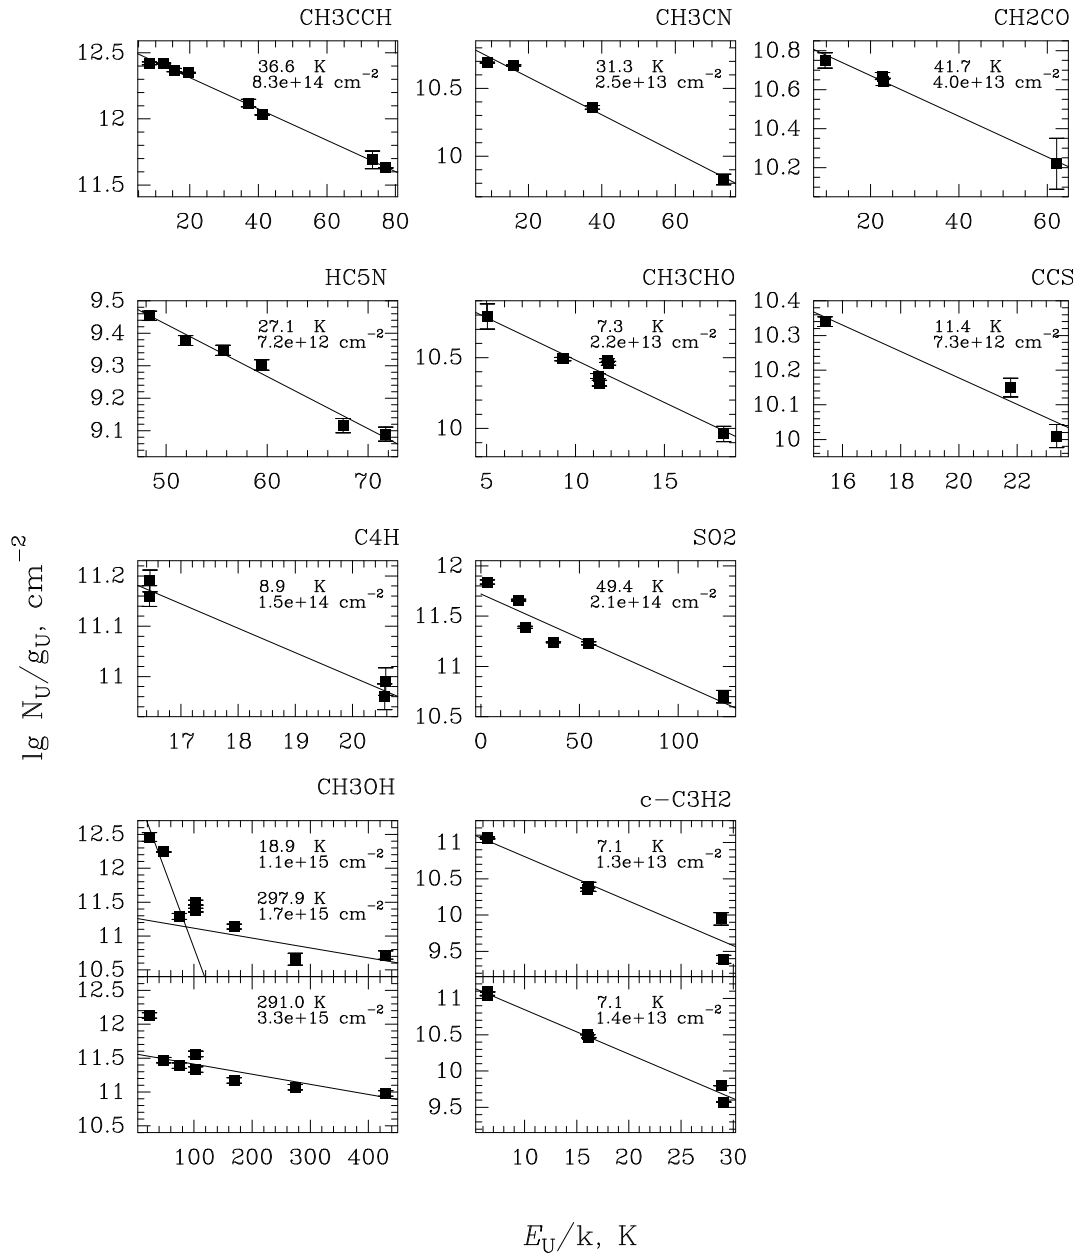 CH3CCH
CH3CN
CH2CO
12.5
12
11.5
36.6 K
8.3e+14 cm−2
20 40 60 80
10.5
10
31.3 K
2.5e+13 cm−2
20 40 60
10.8
10.6
10.4
10.2
41.7 K
4.0e+13 cm−2
20 40 60
HC5N
CH3CHO
CCS
9.5
9.4
9.3
9.2
9.1
27.1 K
7.2e+12 cm−2
50 60 70
10.5
10
7.3 K
2.2e+13 cm−2
5 10 15
10.4
10.3
10.2
10.1
10
11.4 K
7.3e+12 cm−2
16 18 20 22
C4H
SO2
11.2
11.1
11
8.9 K
1.5e+14 cm−2
17 18 19 20
12
11.5
11
10.5
49.4 K
2.1e+14 cm−2
0 50 100
lg NU/gU, cm−2
CH3OH
c−C3H2
12.5
12
11.5
11
10.5
18.9 K
1.1e+15 cm−2
297.9 K
1.7e+15 cm−2
11
10.5
10
9.5
7.1 K
1.3e+13 cm−2
12.5
12
11.5
11
10.5
291.0 K
3.3e+15 cm−2
100 200 300 400
11
10.5
10
9.5
7.1 K
1.4e+13 cm−2
10 15 20 25 30
EU/k, K